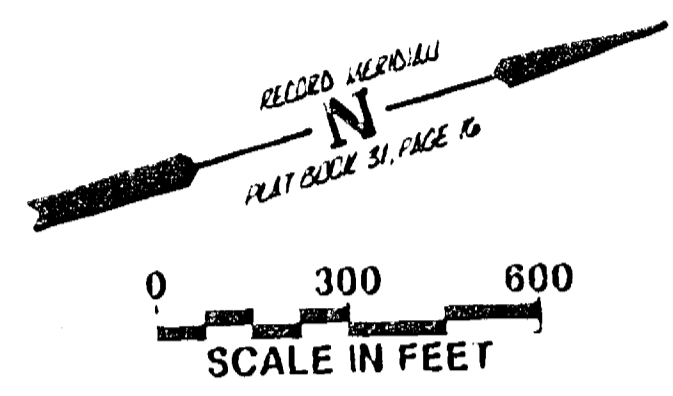 RECORD MERIDIAN
N
PLAT BOOK 31, PAGE 76
0 300 600
SCALE IN FEET